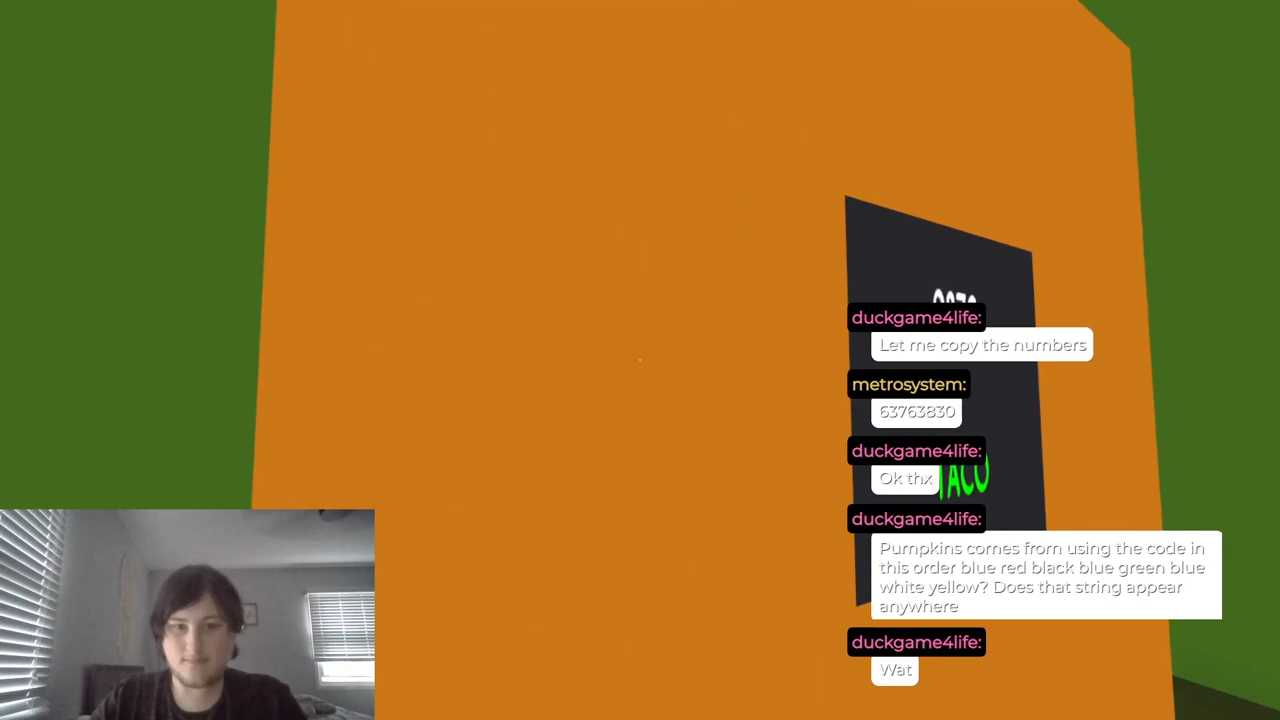 duckgame4life:
Let me copy the numbers
metrosystem:
63763830
duckgame4life:
Ok thx
TACO
duckgame4life:
Pumpkins comes from using the code in
this order blue red black blue green blue
white yellow? Does that string appear
anywhere
duckgame4life:
Wat